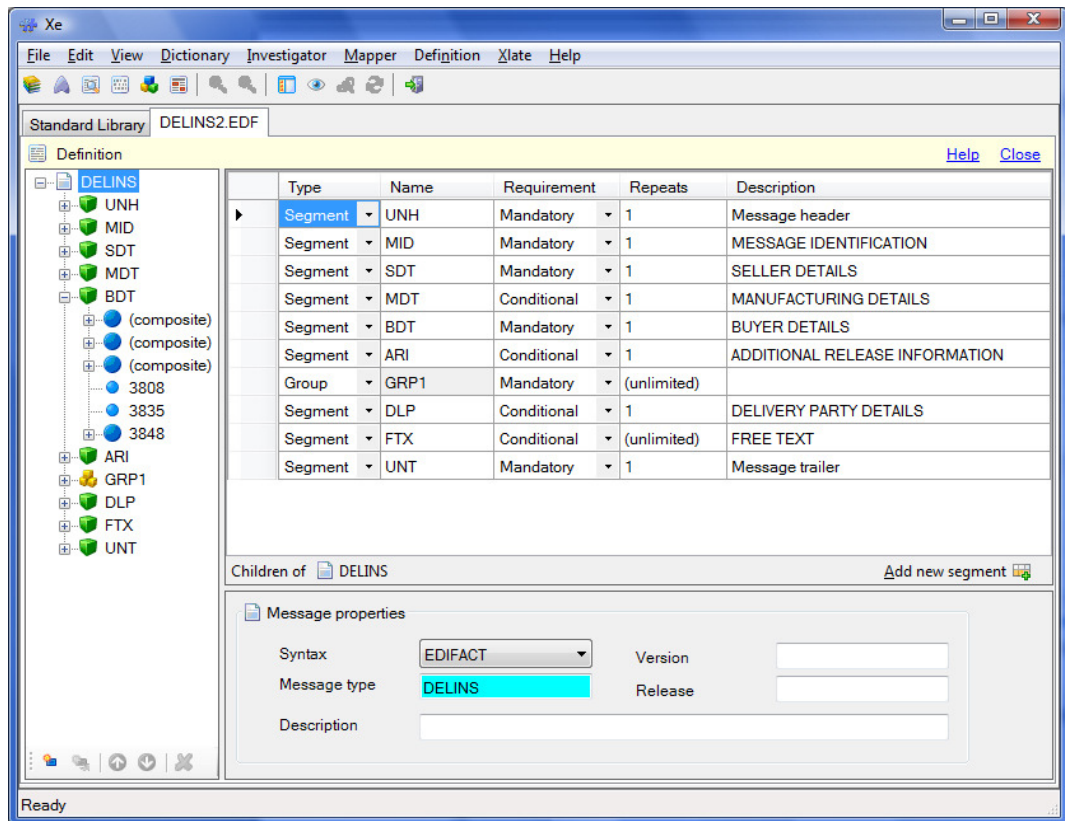 Xe
File Edit View Dictionary Investigator Mapper Definition Xlate Help
Standard Library DELINS2.EDF
Definition Help Close
DELINS
UNH
MID
SDT
MDT
BDT
(composite)
(composite)
(composite)
3808
3835
3848
ARI
GRP1
DLP
FTX
UNT
Type Name Requirement Repeats Description
Segment UNH Mandatory 1 Message header
Segment MID Mandatory 1 MESSAGE IDENTIFICATION
Segment SDT Mandatory 1 SELLER DETAILS
Segment MDT Conditional 1 MANUFACTURING DETAILS
Segment BDT Mandatory 1 BUYER DETAILS
Segment ARI Conditional 1 ADDITIONAL RELEASE INFORMATION
Group GRP1 Mandatory (unlimited)
Segment DLP Conditional 1 DELIVERY PARTY DETAILS
Segment FTX Conditional (unlimited) FREE TEXT
Segment UNT Mandatory 1 Message trailer
Children of DELINS Add new segment
Message properties
Syntax EDIFACT Version
Message type DELINS Release
Description
Ready